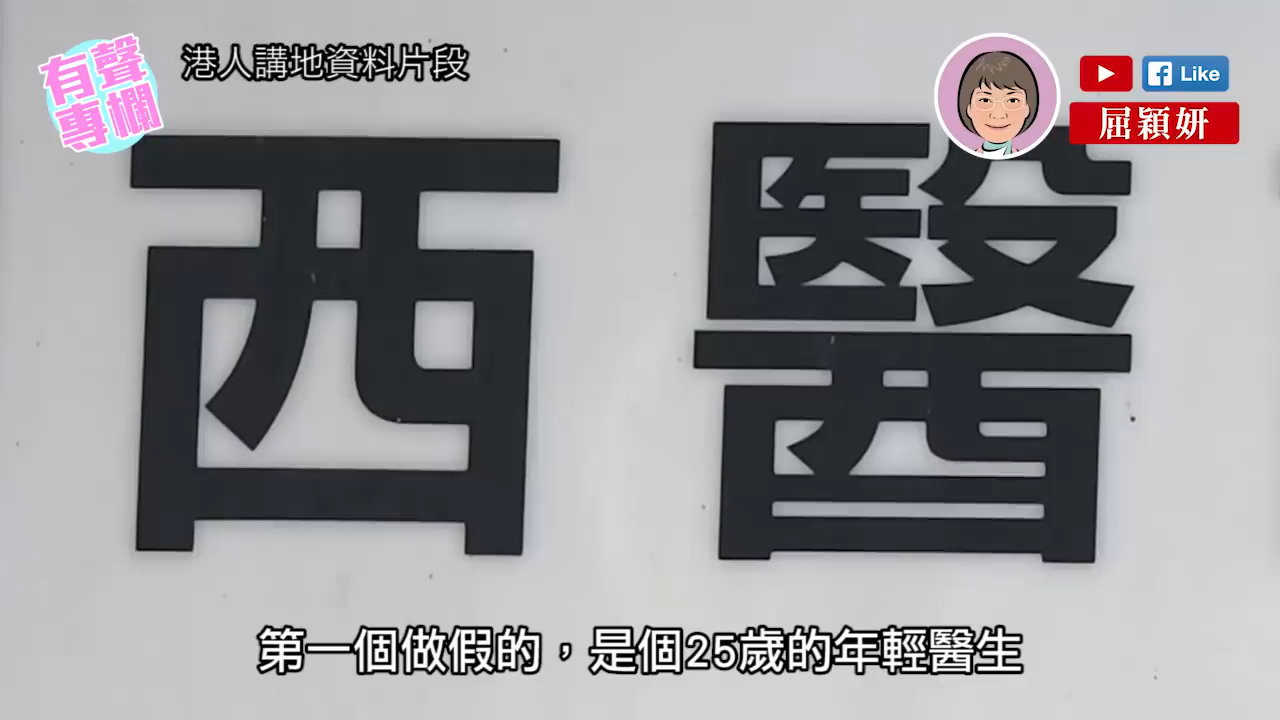 有聲
專欄
港人講地資料片段
Like
屈穎妍
西醫
第一個做假的，是個25歲的年輕醫生